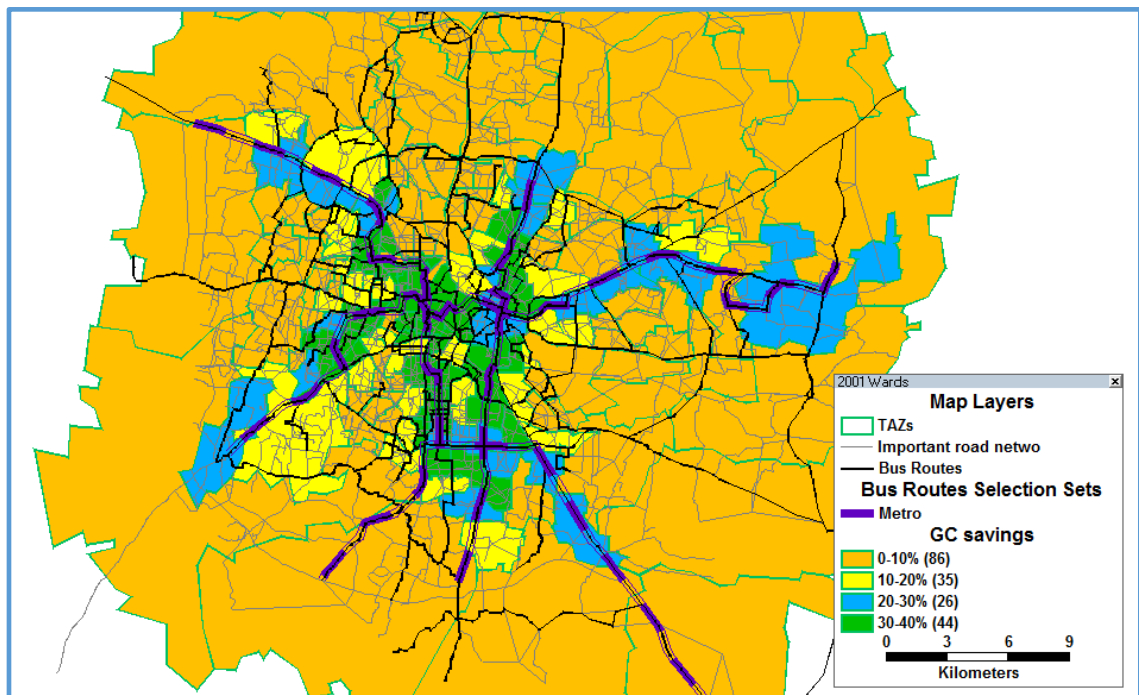 2001 Wards
Map Layers
TAZs
Important road netwo
Bus Routes
Bus Routes Selection Sets
Metro
GC savings
0-10% (86)
10-20% (35)
20-30% (26)
30-40% (44)
0 3 6 9
Kilometers